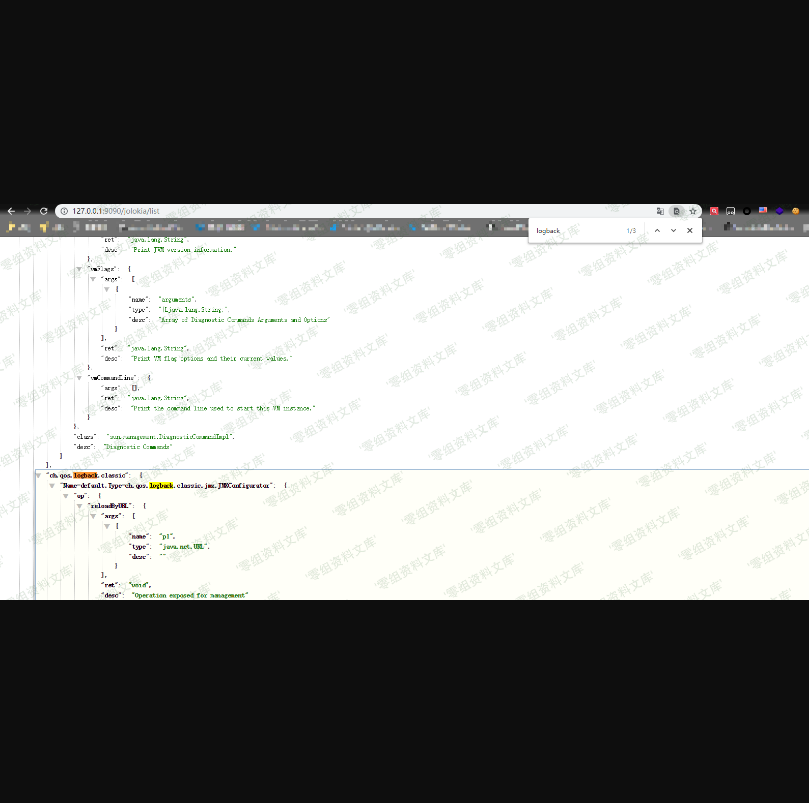 127.0.0.1:9090/jolokia/list
logback
1/3
"ret": "java.lang.String",
"desc": "Print JVM version information."
},
"vmFlags": {
"args": [
{
"name": "arguments",
"type": "[Ljava.lang.String;",
"desc": "Array of Diagnostic Commands Arguments and Options"
}
],
"ret": "java.lang.String",
"desc": "Print VM flag options and their current values."
},
"vmCommandLine": {
"args": [],
"ret": "java.lang.String",
"desc": "Print the command line used to start this VM instance."
}
},
"class": "sun.management.DiagnosticCommandImpl",
"desc": "Diagnostic Commands"
}
},
"ch.qos.logback.classic": {
"Name=default,Type=ch.qos.logback.classic.jmx.JMXConfigurator": {
"op": {
"reloadByURL": {
"args": [
{
"name": "p1",
"type": "java.net.URL",
"desc": ""
}
],
"ret": "void",
"desc": "Operation exposed for management"
零组资料文库